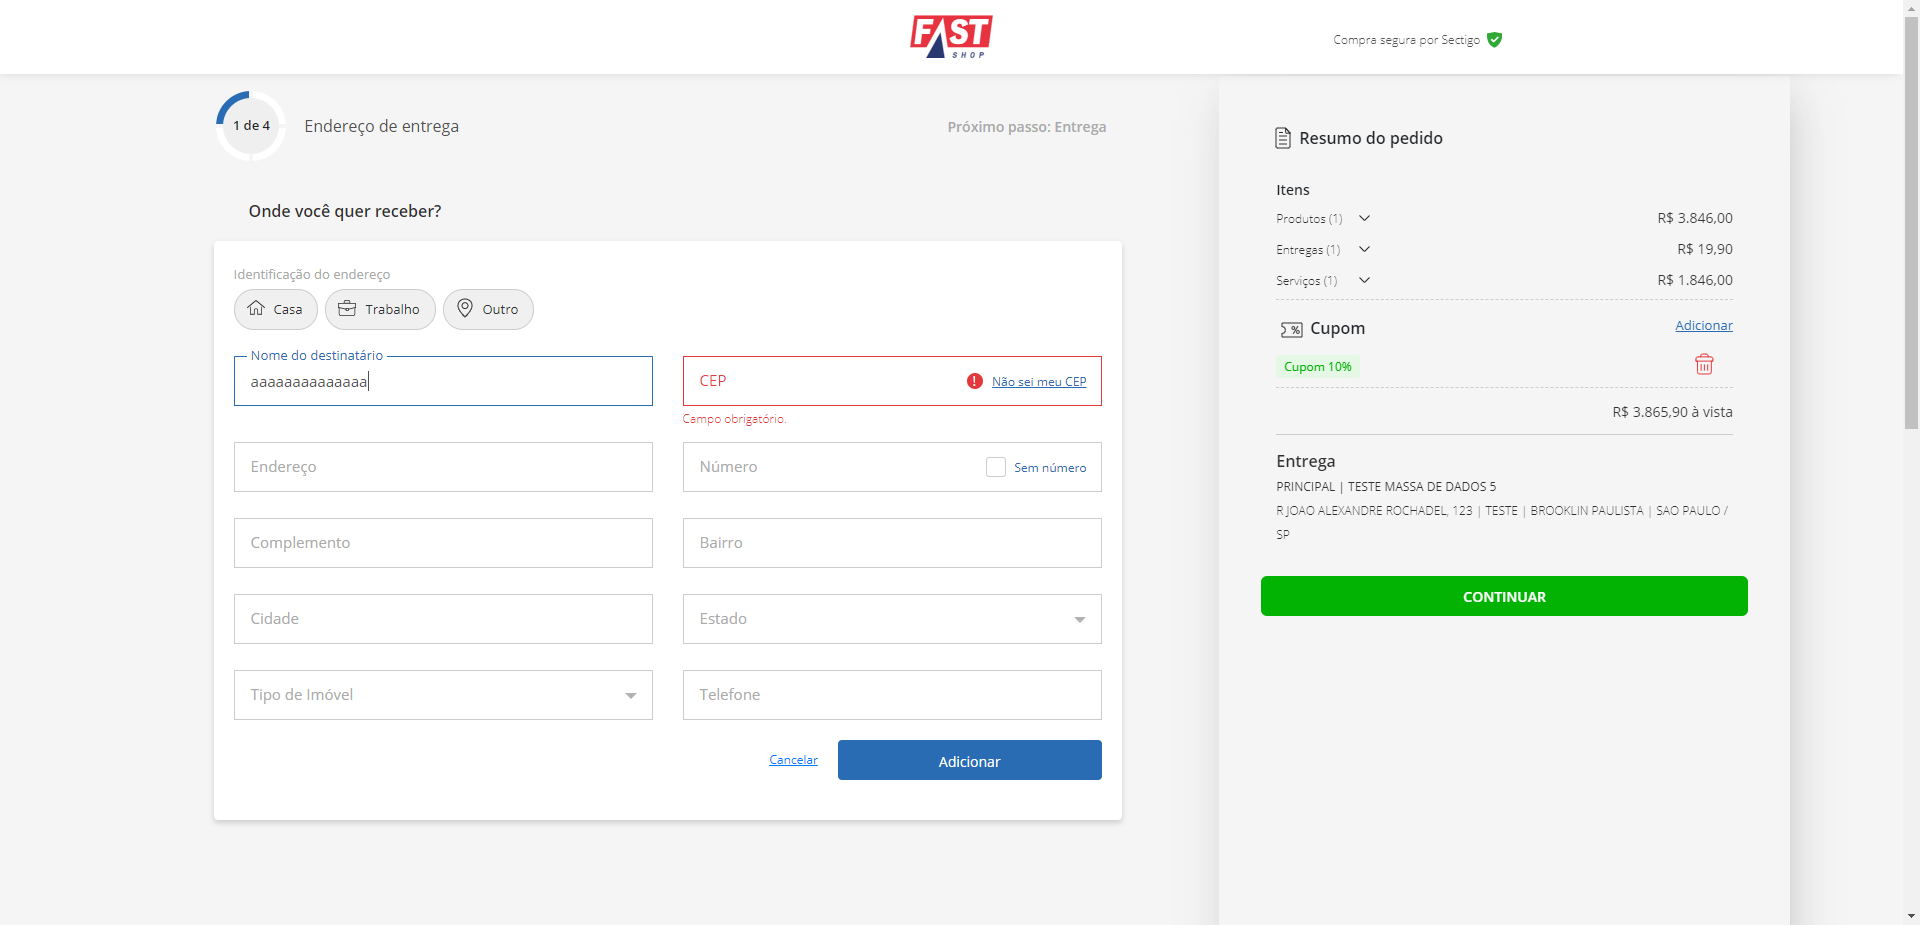 FAST
SHOP
Compra segura por Sectigo
1 de 4
Endereço de entrega
Próximo passo: Entrega
Onde você quer receber?
Identificação do endereço
Casa
Trabalho
Outro
Nome do destinatário
aaaaaaaaaaaaaa
CEP
Não sei meu CEP
Campo obrigatório.
Endereço
Número
Sem número
Complemento
Bairro
Cidade
Estado
Tipo de Imóvel
Telefone
Cancelar
Adicionar
Resumo do pedido
Itens
Produtos (1) R$ 3.846,00
Entregas (1) R$ 19,90
Serviços (1) R$ 1.846,00
% Cupom Adicionar
Cupom 10%
R$ 3.865,90 à vista
Entrega
PRINCIPAL | TESTE MASSA DE DADOS 5
R JOAO ALEXANDRE ROCHADEL, 123 | TESTE | BROOKLIN PAULISTA | SAO PAULO /
SP
CONTINUAR